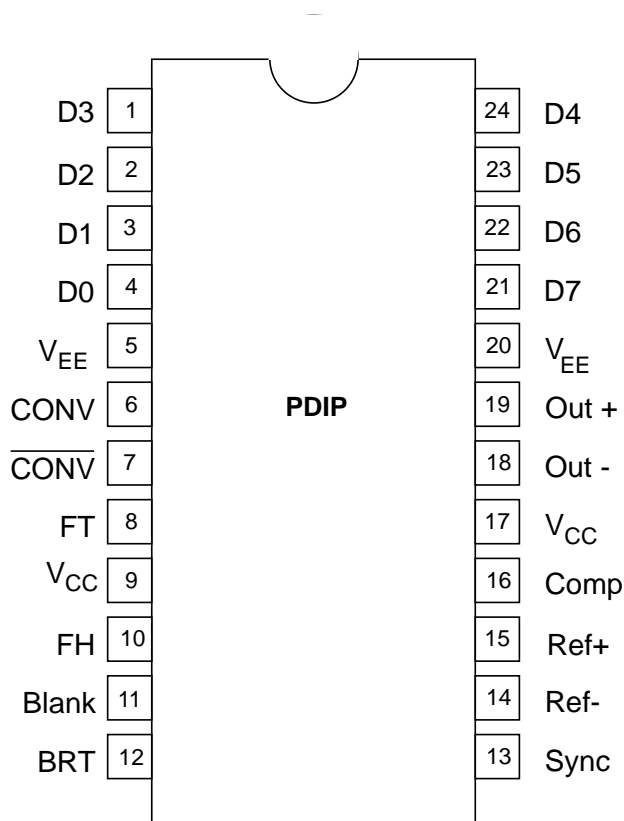 D3 1 24 D4
D2 2 23 D5
D1 3 22 D6
D0 4 21 D7
VEE 5 20 VEE
CONV 6 PDIP 19 Out +
C̅O̅N̅V̅ 7 18 Out -
FT 8 17 VCC
VCC 9 16 Comp
FH 10 15 Ref+
Blank 11 14 Ref-
BRT 12 13 Sync